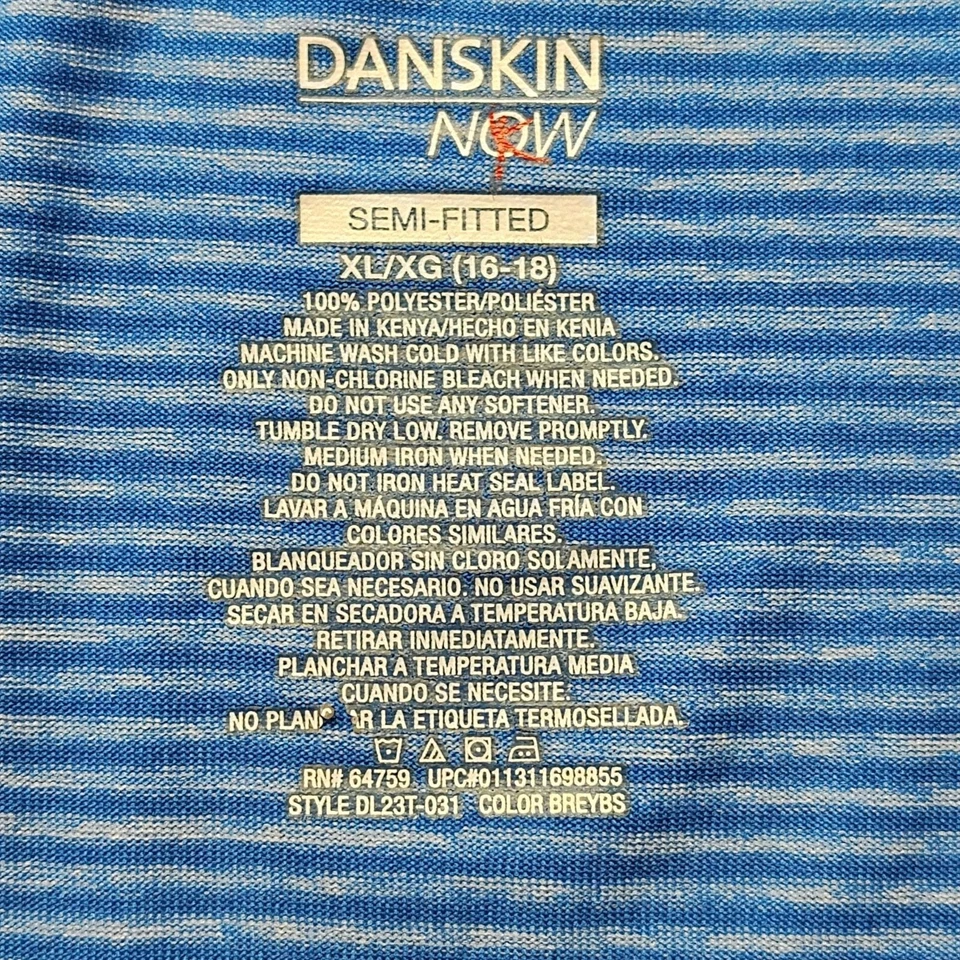 DANSKIN
NOW
SEMI-FITTED
XL/XG (16-18)
100% POLYESTER/POLIÉSTER
MADE IN KENYA/HECHO EN KENIA
MACHINE WASH COLD WITH LIKE COLORS.
ONLY NON-CHLORINE BLEACH WHEN NEEDED.
DO NOT USE ANY SOFTENER.
TUMBLE DRY LOW. REMOVE PROMPTLY.
MEDIUM IRON WHEN NEEDED.
DO NOT IRON HEAT SEAL LABEL.
LAVAR A MÁQUINA EN AGUA FRÍA CON
COLORES SIMILARES.
BLANQUEADOR SIN CLORO SOLAMENTE,
CUANDO SEA NECESARIO. NO USAR SUAVIZANTE.
SECAR EN SECADORA A TEMPERATURA BAJA.
RETIRAR INMEDIATAMENTE.
PLANCHAR A TEMPERATURA MEDIA
CUANDO SE NECESITE.
NO LA ETIQUETA TERMOSELLADA.
RN# 64759 UPC#011311698855
STYLE DL23T-031 COLOR BREYBS